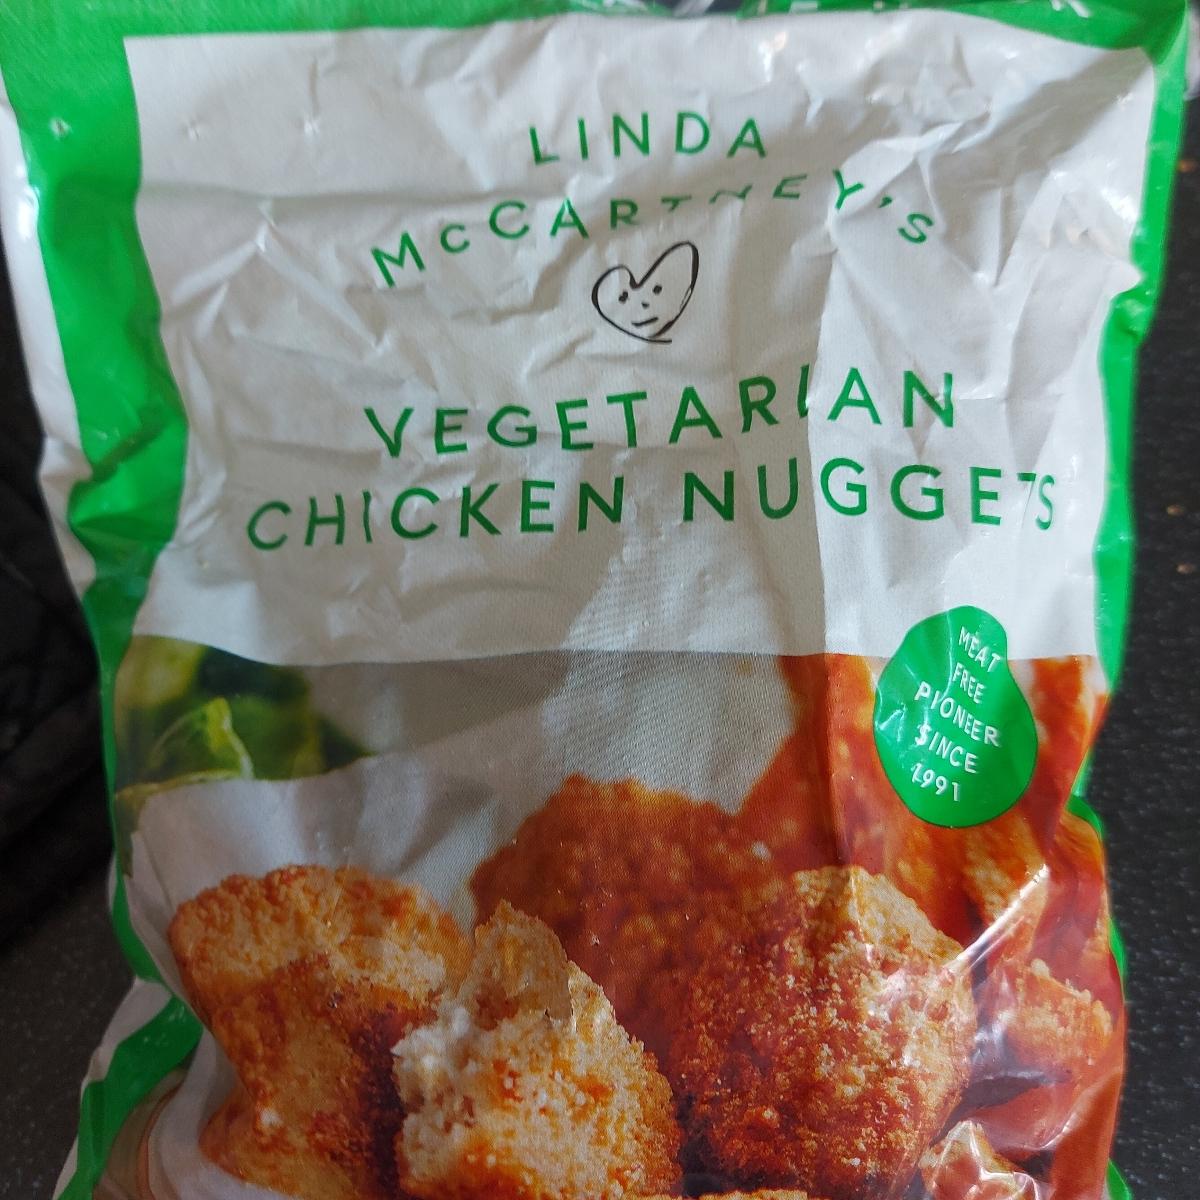 LINDA
McCARTNEY'S
VEGETARIAN
CHICKEN NUGGETS
MEAT
FREE
PIONEER
SINCE
1991